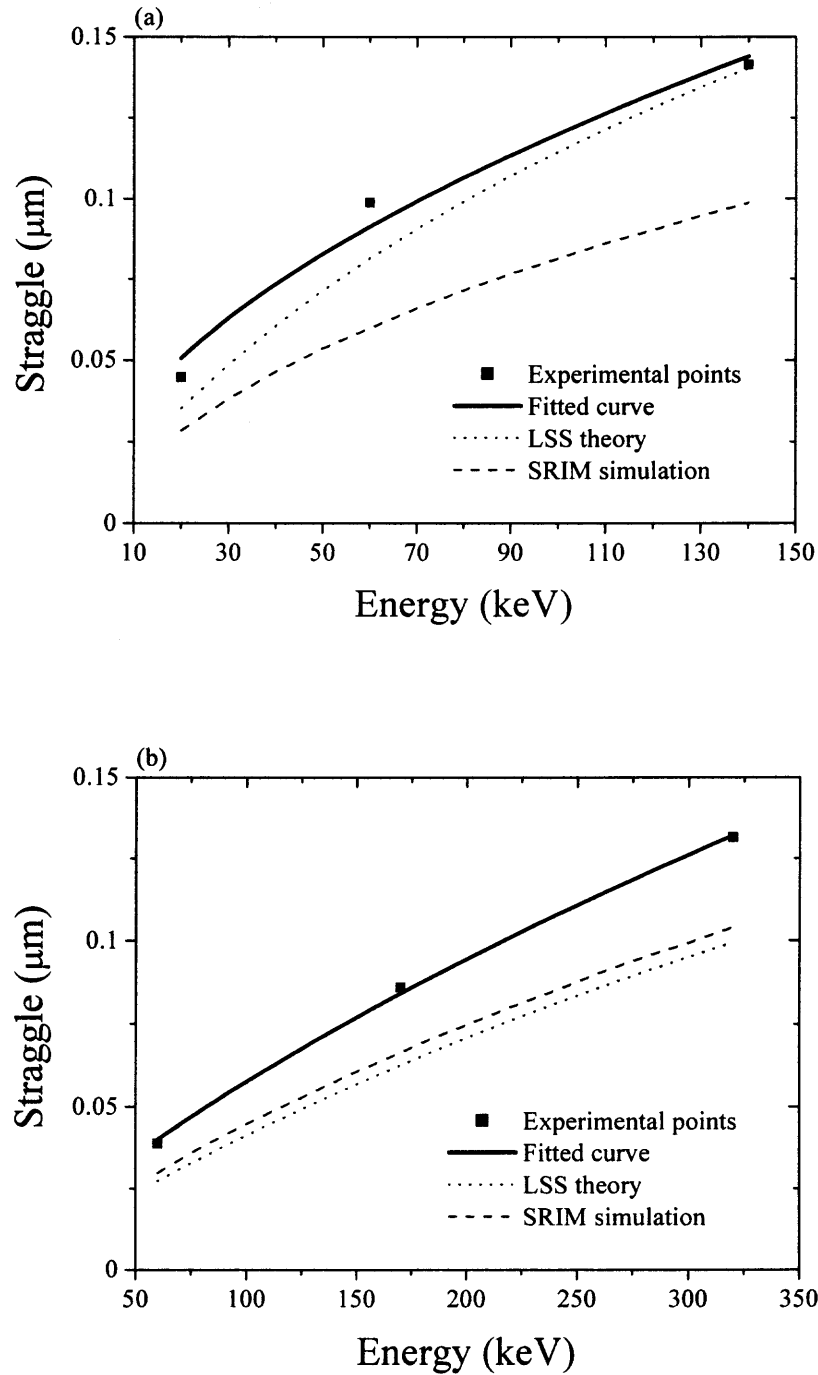 (a)
0.15
0.1
0.05
0
Straggle (μm)
Experimental points
Fitted curve
LSS theory
SRIM simulation
10 30 50 70 90 110 130 150
Energy (keV)
(b)
0.15
0.1
0.05
0
Straggle (μm)
Experimental points
Fitted curve
LSS theory
SRIM simulation
50 100 150 200 250 300 350
Energy (keV)